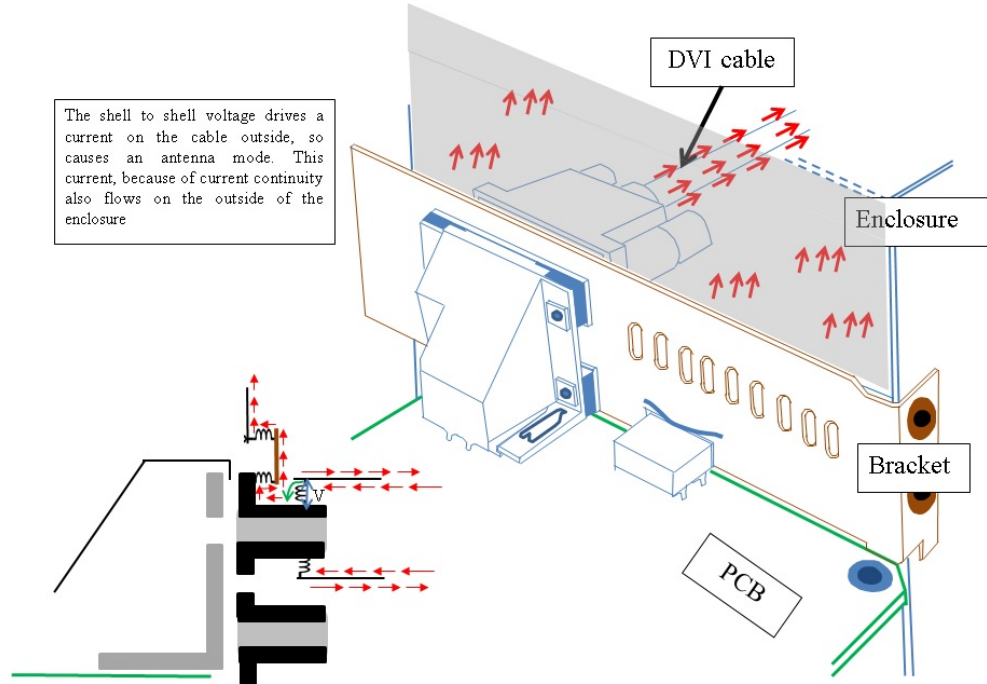 DVI cable
The shell to shell voltage drives a
current on the cable outside, so
causes an antenna mode. This
current, because of current continuity
also flows on the outside of the
enclosure
Enclosure
Bracket
V
PCB